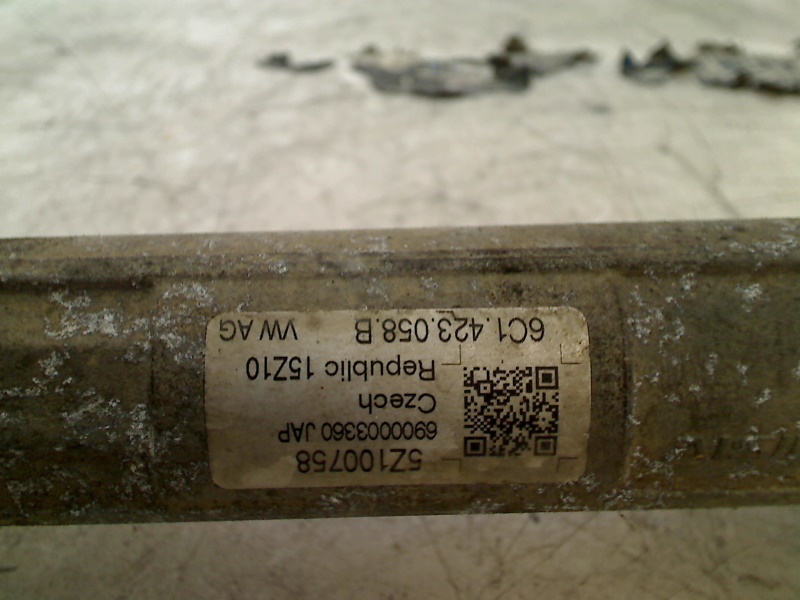 6C1.423.058.B VW AG
Republic 15Z10
Czech
6900003360 JAP
5Z100758